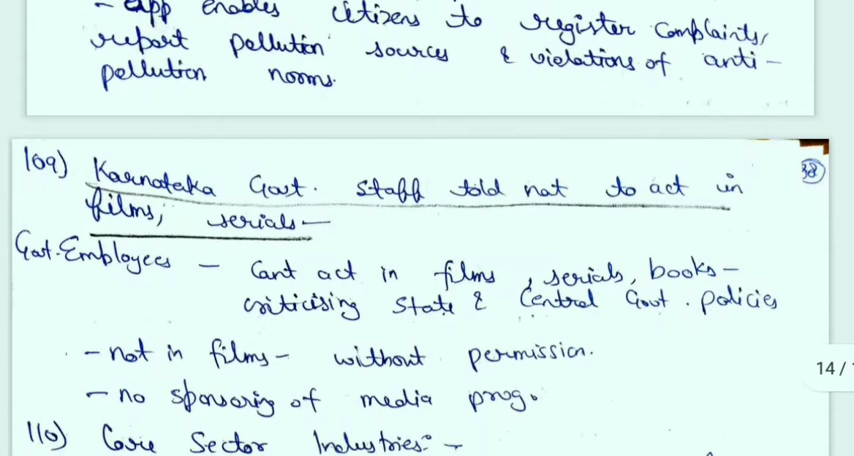 - app enables citizens to register complaints,
report pollution sources & violations of anti-
pollution norms.
109) Karnataka Govt. staff told not to act in
films, serials-
38
Govt. Employees - Cant act in films, serials, books-
criticising State & Central Govt. policies
- not in films - without permission.
- no sponsoring of media prog.
14 /
110) Core Sector Industries:-